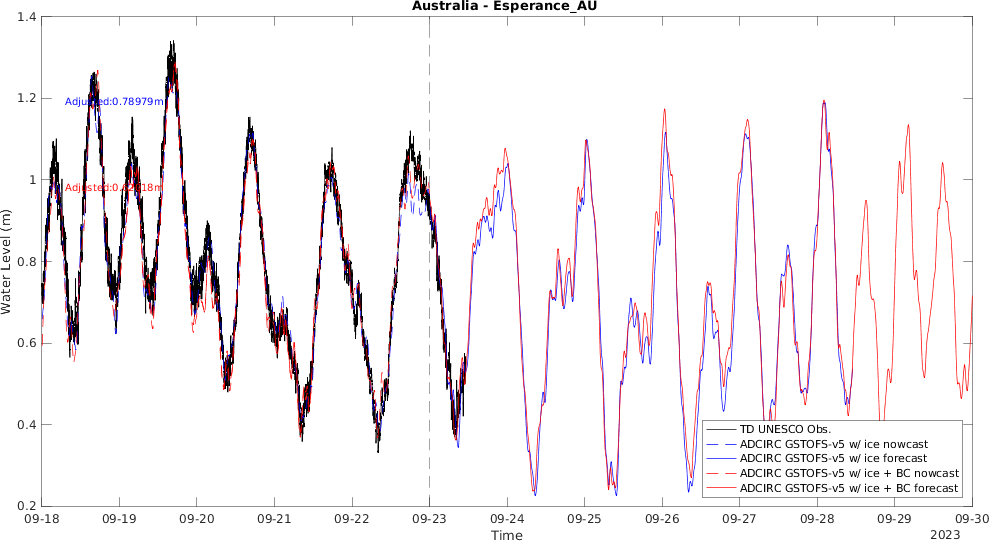 Australia - Esperance_AU
1.4
1.2
1
0.8
0.6
0.4
0.2
Water Level (m)
Adjusted:0.78979m
TD UNESCO Obs.
ADCIRC GSTOFS-v5 w/ ice nowcast
ADCIRC GSTOFS-v5 w/ ice forecast
ADCIRC GSTOFS-v5 w/ ice + BC nowcast
ADCIRC GSTOFS-v5 w/ ice + BC forecast
09-18 09-19 09-20 09-21 09-22 09-23 09-24 09-25 09-26 09-27 09-28 09-29 09-30
Time
2023